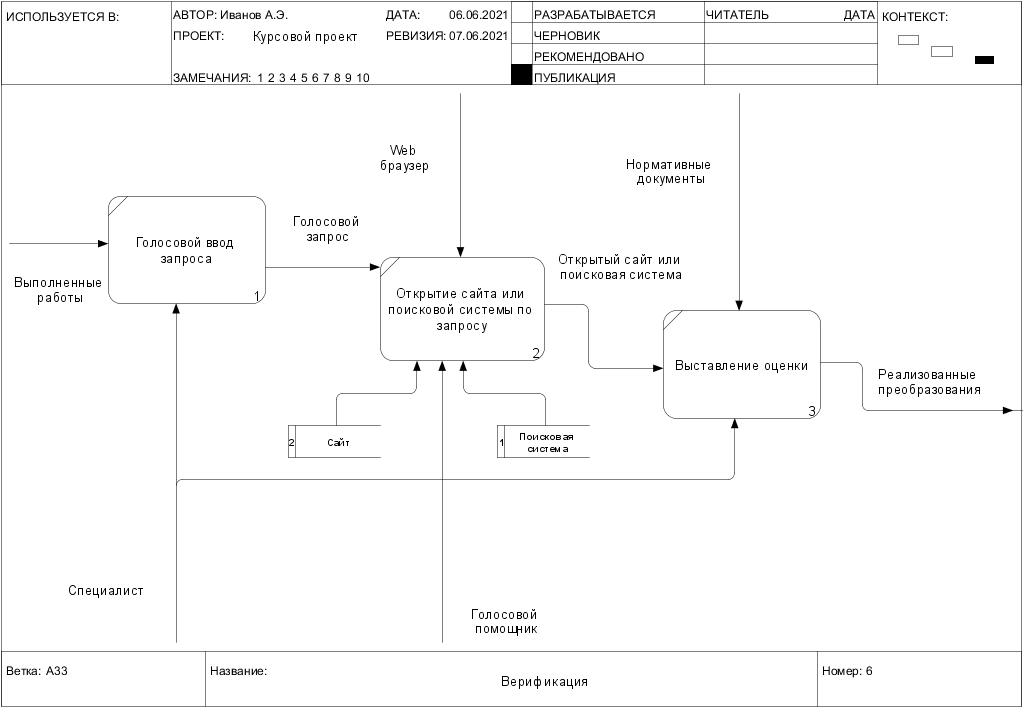 ИСПОЛЬЗУЕТСЯ В:
АВТОР: Иванов А.Э.
ДАТА: 06.06.2021
ПРОЕКТ: Курсовой проект
РЕВИЗИЯ: 07.06.2021
ЗАМЕЧАНИЯ: 1 2 3 4 5 6 7 8 9 10
РАЗРАБАТЫВАЕТСЯ
ЧЕРНОВИК
РЕКОМЕНДОВАНО
ПУБЛИКАЦИЯ
ЧИТАТЕЛЬ ДАТА
КОНТЕКСТ:
Web
браузер
Нормативные
документы
Голосовой ввод
запроса
1
Голосовой
запрос
Выполненные
работы
Открытие сайта или
поисковой системы по
запросу
2
Открытый сайт или
поисковая система
Выставление оценки
3
Реализованные
преобразования
2 Сайт
1 Поисковая
система
Специалист
Голосовой
помощник
Ветка: A33
Название:
Верификация
Номер: 6